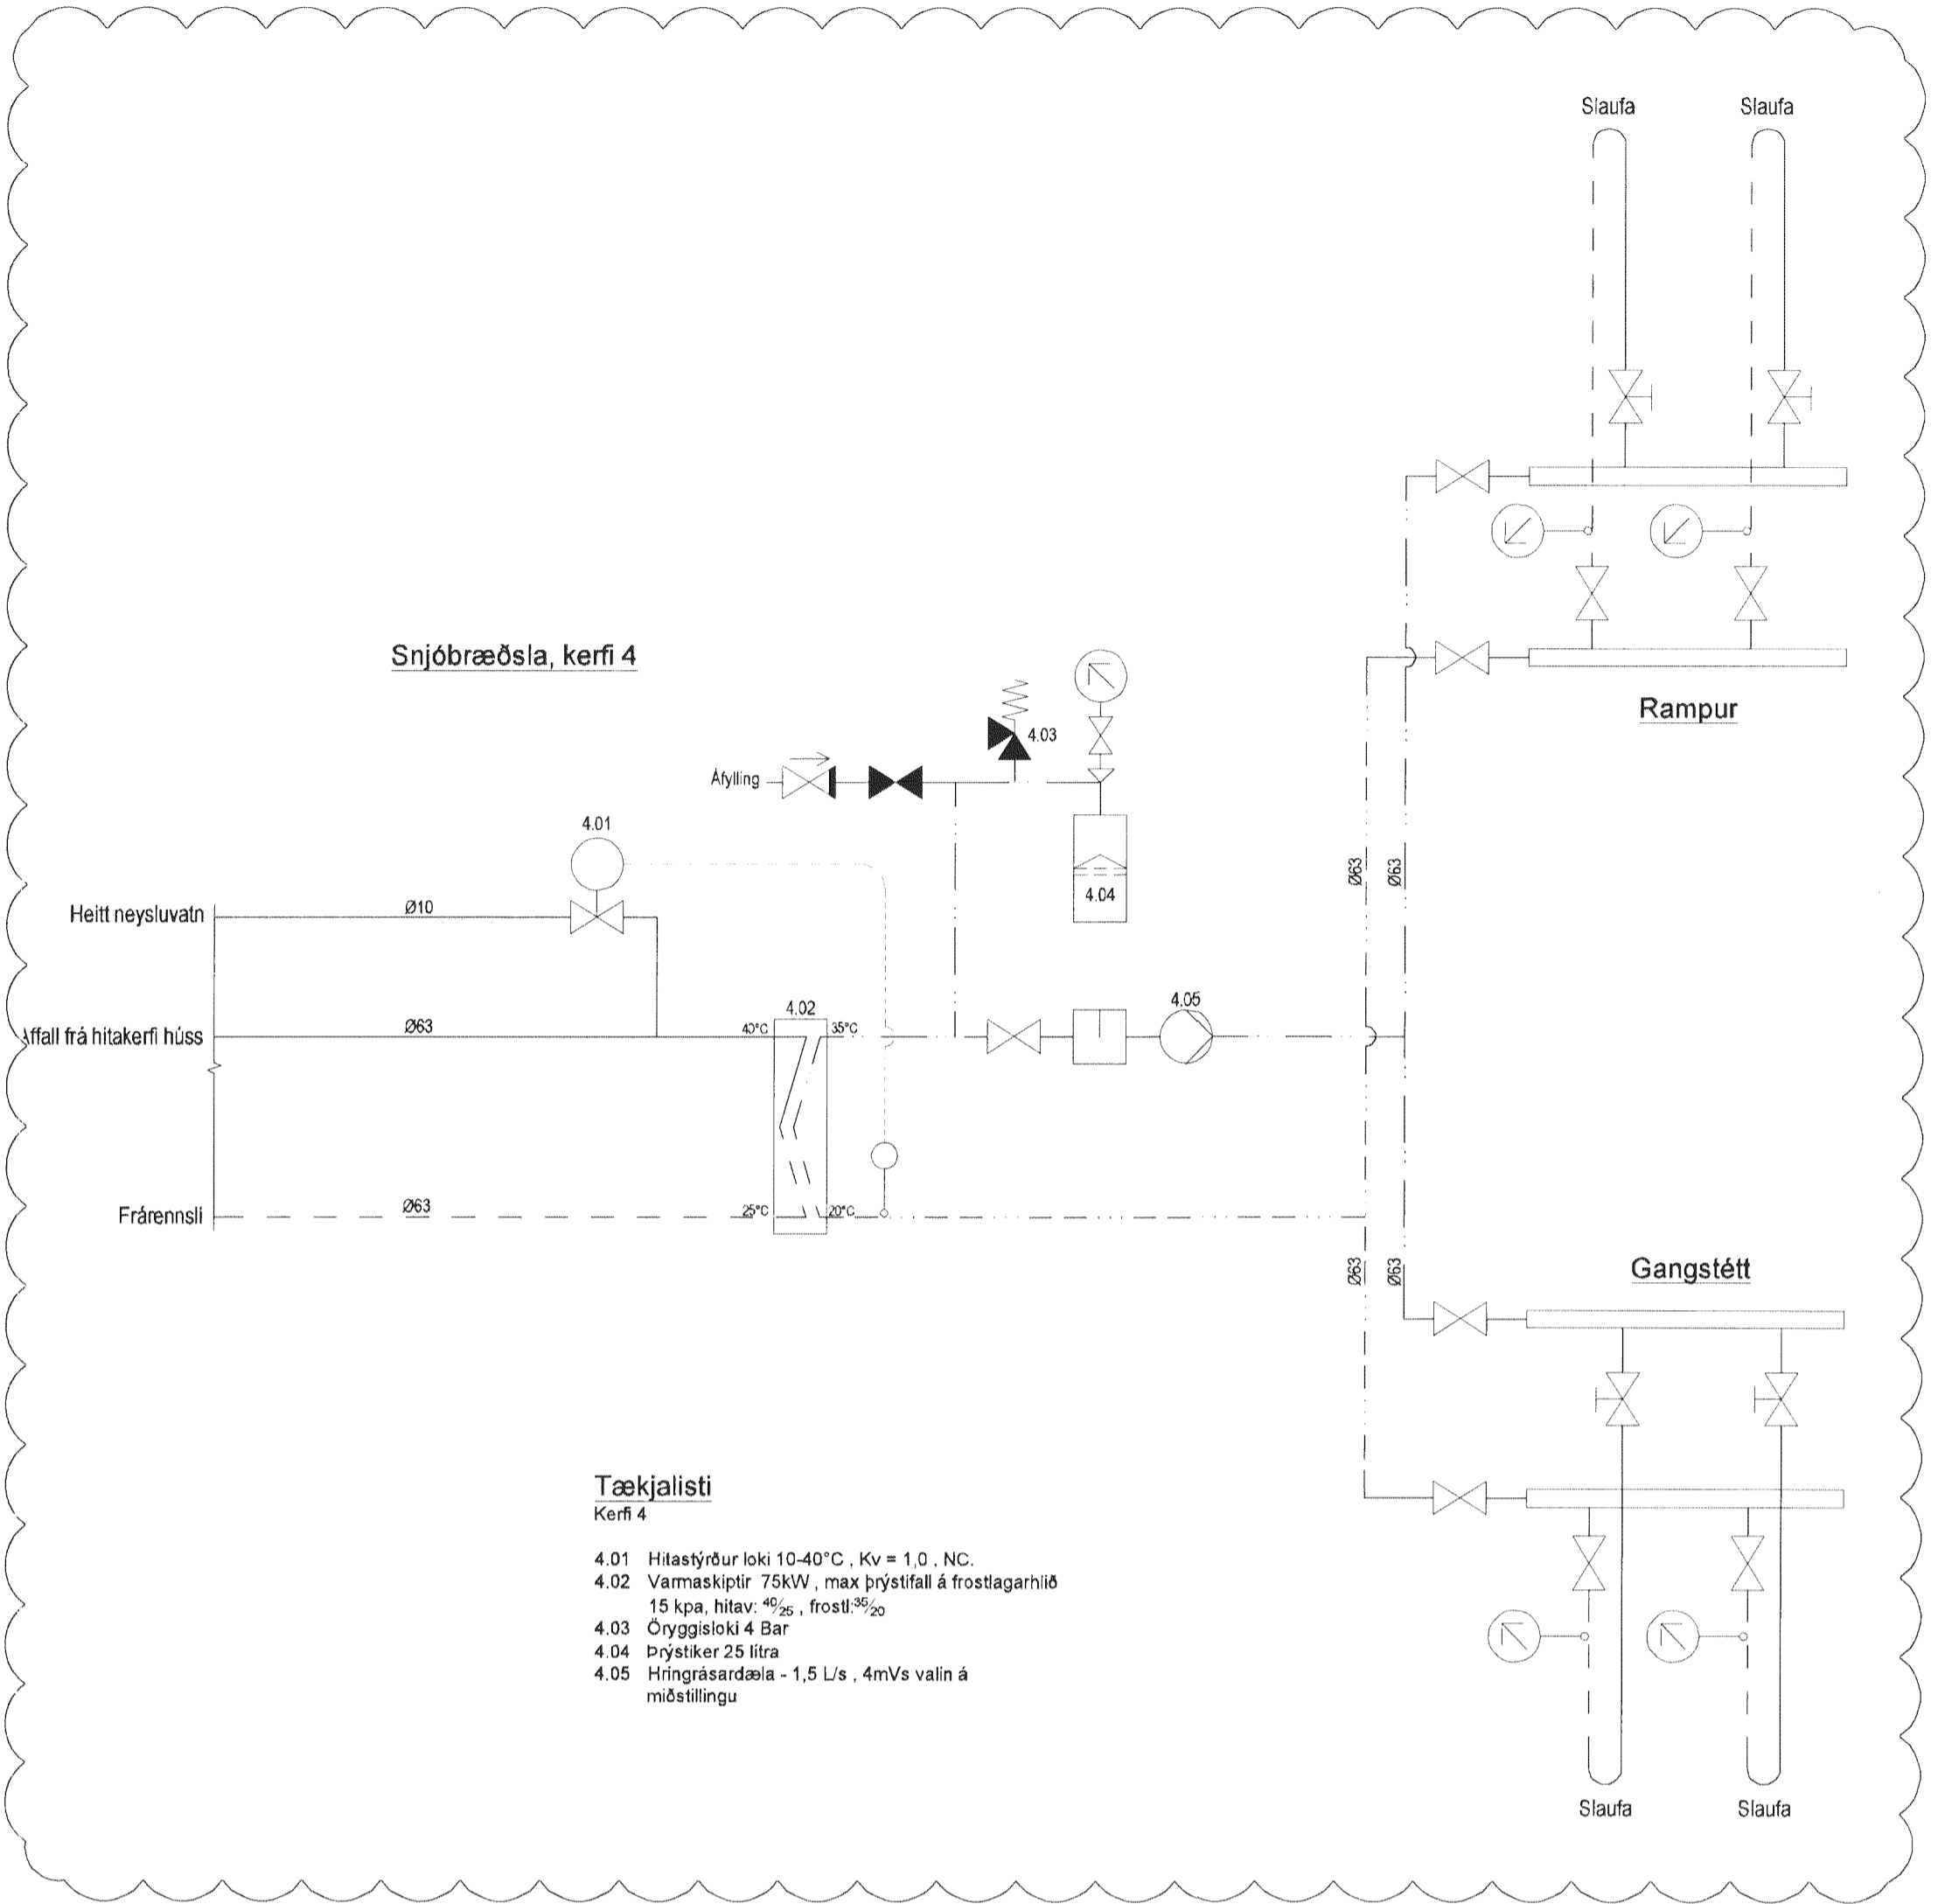 Slaufa Slaufa
Snjóbræðsla, kerfi 4
Rampur
4.03
Áfylling
4.01
4.04
Ø63 Ø63
Heitt neysluvatn Ø10
4.02 4.05
Affall frá hitakerfi húss Ø63 40°C 35°C
Frárennsli Ø63 25°C 20°C
Ø63 Ø63
Gangstétt
Tækjalisti
Kerfi 4
4.01 Hitastýrður loki 10-40°C , Kv = 1,0 , NC.
4.02 Varmaskiptir 75kW , max þrýstifall á frostlagarhlið
15 kpa, hitav: 40/25 , frostl:35/20
4.03 Öryggisloki 4 Bar
4.04 Þrýstiker 25 lítra
4.05 Hringrásardæla - 1,5 L/s , 4mVs valin á
miðstillingu
Slaufa Slaufa